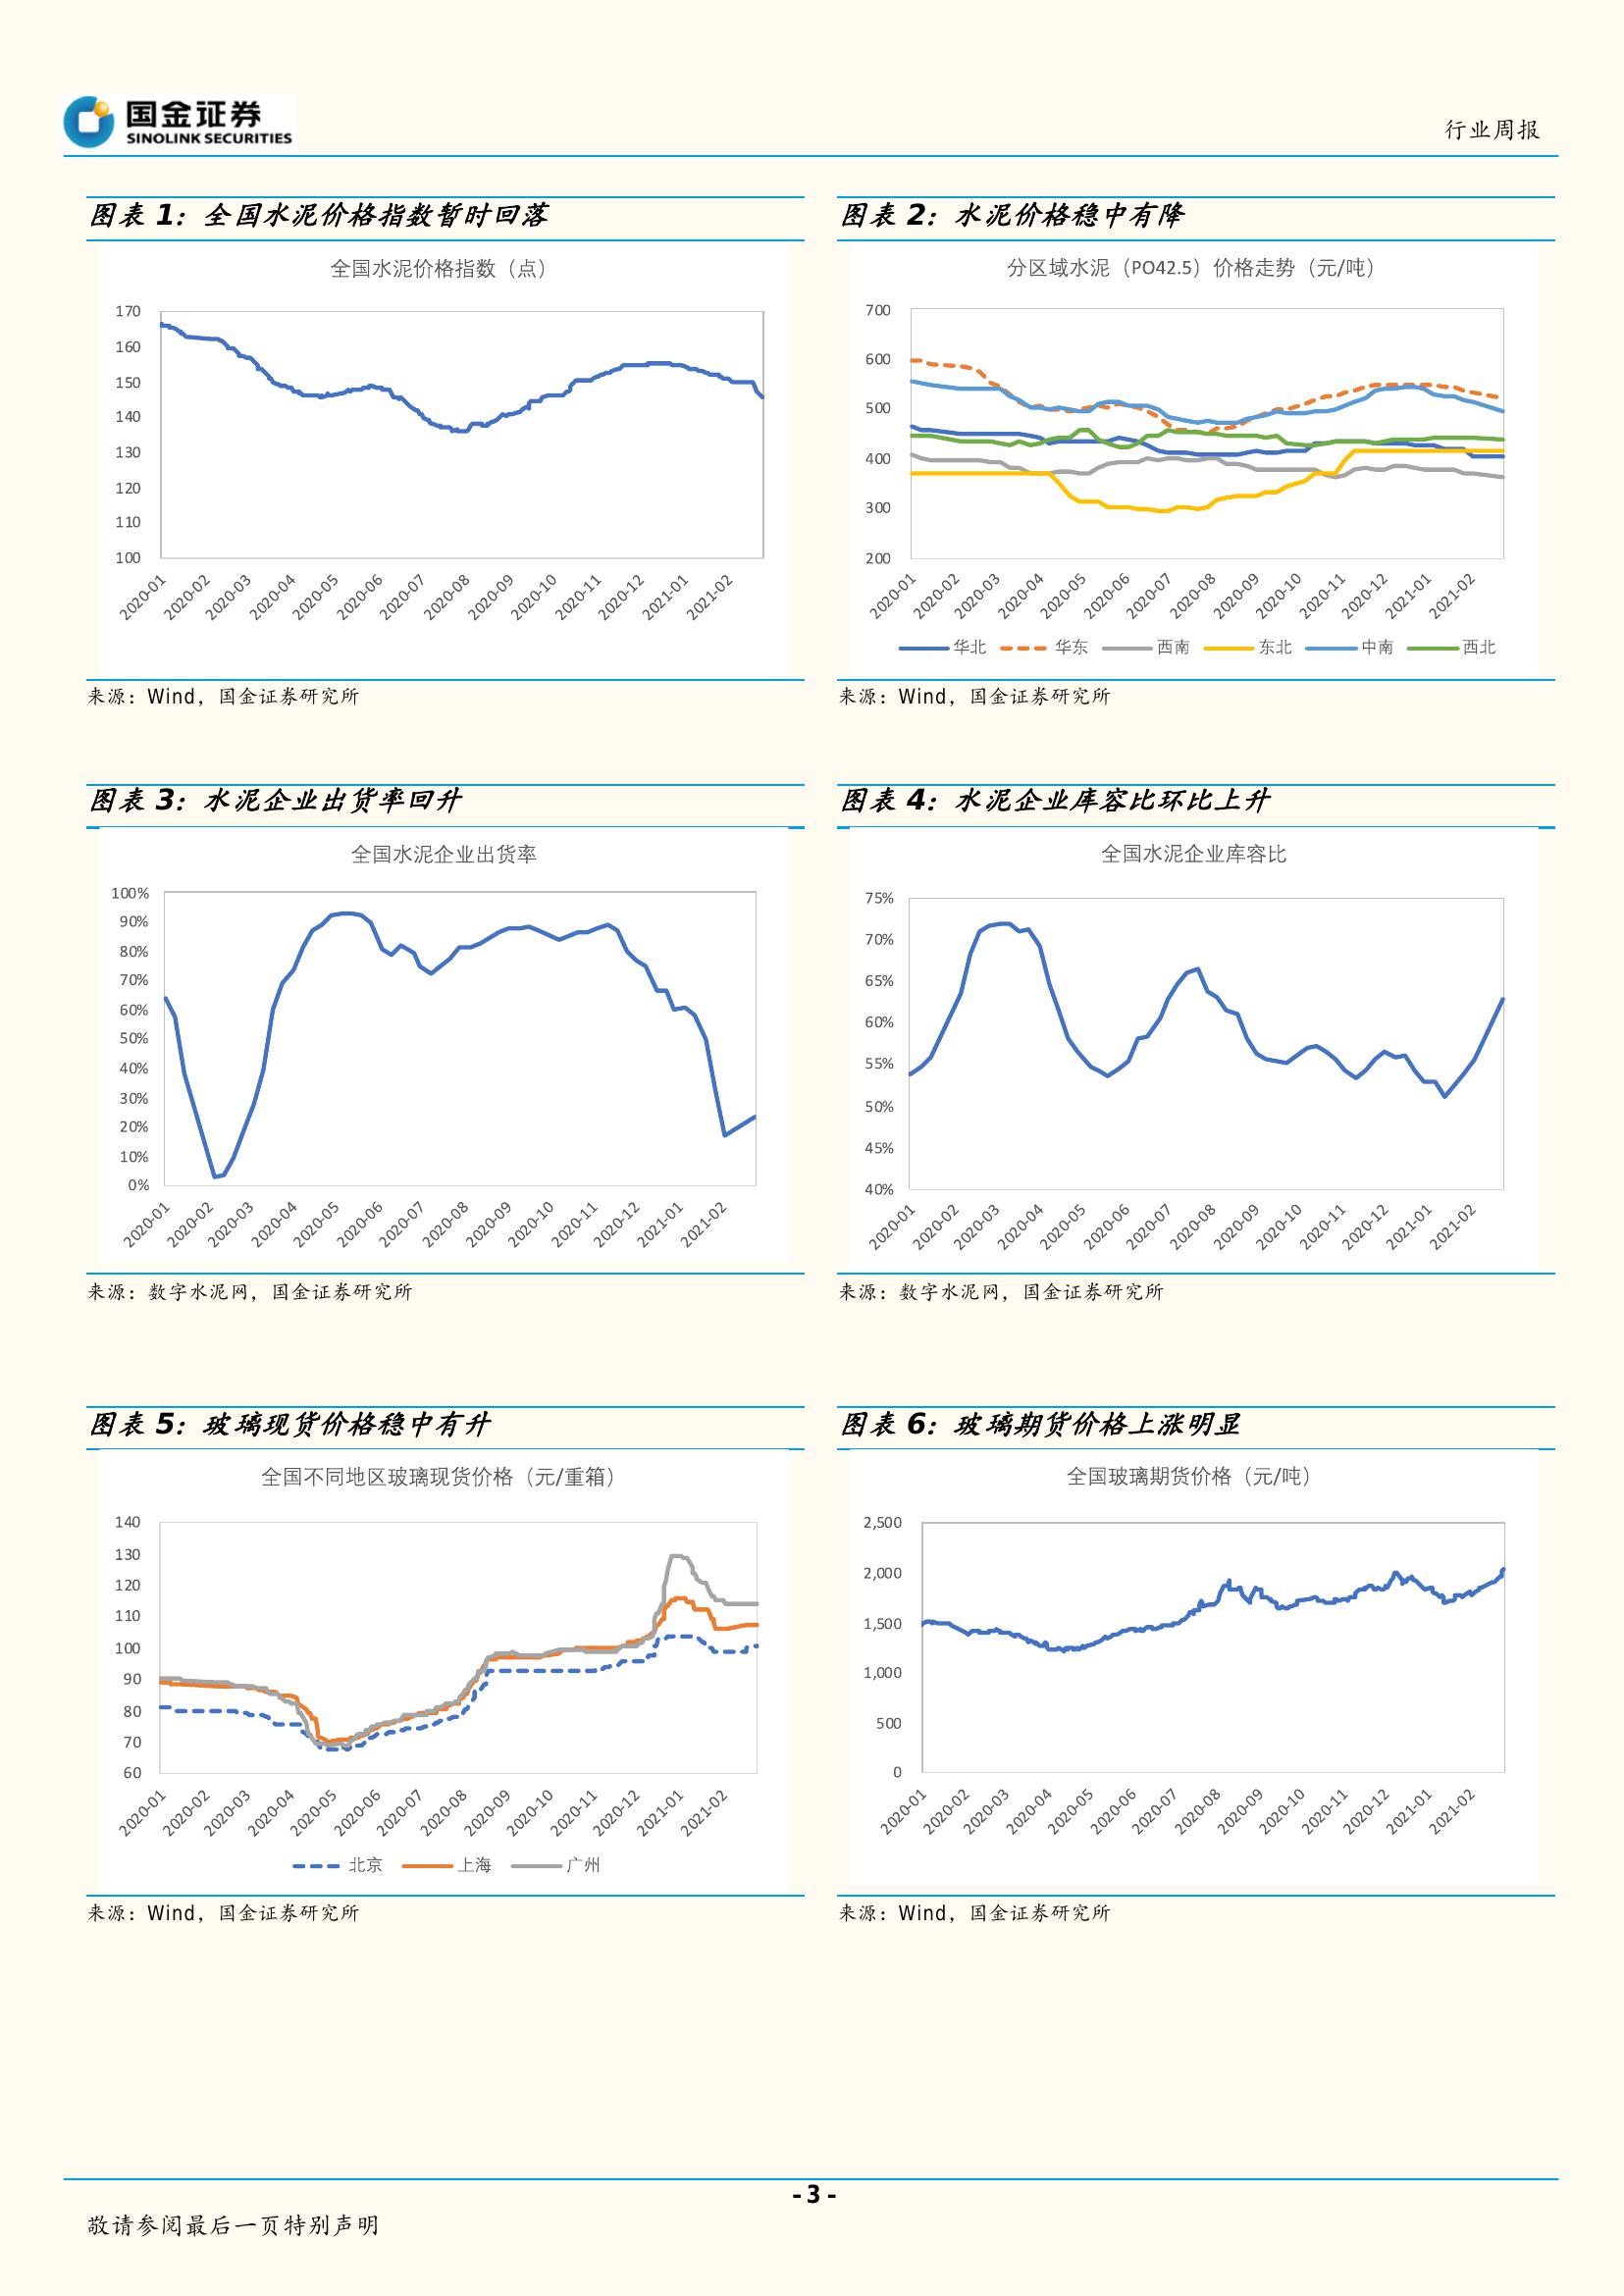 国金证券
SINOLINK SECURITIES
行业周报
图表 1：全国水泥价格指数暂时回落
全国水泥价格指数（点）
170
160
150
140
130
120
110
100
2020-01 2020-02 2020-03 2020-04 2020-05 2020-06 2020-07 2020-08 2020-09 2020-10 2020-11 2020-12 2021-01 2021-02
来源：Wind，国金证券研究所
图表 2：水泥价格稳中有降
分区域水泥（PO42.5）价格走势（元/吨）
700
600
500
400
300
200
2020-01 2020-02 2020-03 2020-04 2020-05 2020-06 2020-07 2020-08 2020-09 2020-10 2020-11 2020-12 2021-01 2021-02
华北 华东 西南 东北 中南 西北
来源：Wind，国金证券研究所
图表 3：水泥企业出货率回升
全国水泥企业出货率
100%
90%
80%
70%
60%
50%
40%
30%
20%
10%
0%
2020-01 2020-02 2020-03 2020-04 2020-05 2020-06 2020-07 2020-08 2020-09 2020-10 2020-11 2020-12 2021-01 2021-02
来源：数字水泥网，国金证券研究所
图表 4：水泥企业库容比环比上升
全国水泥企业库容比
75%
70%
65%
60%
55%
50%
45%
40%
2020-01 2020-02 2020-03 2020-04 2020-05 2020-06 2020-07 2020-08 2020-09 2020-10 2020-11 2020-12 2021-01 2021-02
来源：数字水泥网，国金证券研究所
图表 5：玻璃现货价格稳中有升
全国不同地区玻璃现货价格（元/重箱）
140
130
120
110
100
90
80
70
60
2020-01 2020-02 2020-03 2020-04 2020-05 2020-06 2020-07 2020-08 2020-09 2020-10 2020-11 2020-12 2021-01 2021-02
北京 上海 广州
来源：Wind，国金证券研究所
图表 6：玻璃期货价格上涨明显
全国玻璃期货价格（元/吨）
2,500
2,000
1,500
1,000
500
0
2020-01 2020-02 2020-03 2020-04 2020-05 2020-06 2020-07 2020-08 2020-09 2020-10 2020-11 2020-12 2021-01 2021-02
来源：Wind，国金证券研究所
- 3 -
敬请参阅最后一页特别声明